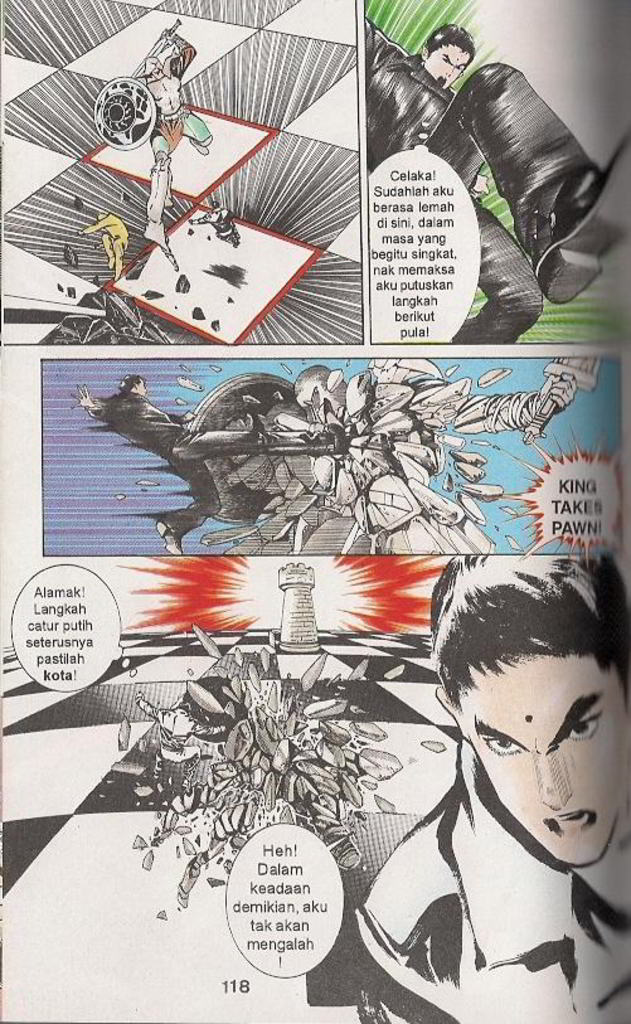 Celaka!
Sudahlah aku
berasa lemah
di sini, dalam
masa yang
begitu singkat,
nak memaksa
aku putuskan
langkah
berikut
pula!
KING
TAKES
PAWN!
Alamak!
Langkah
catur putih
seterusnya
pastilah
kota!
Heh!
Dalam
keadaan
demikian, aku
tak akan
mengalah
!
118